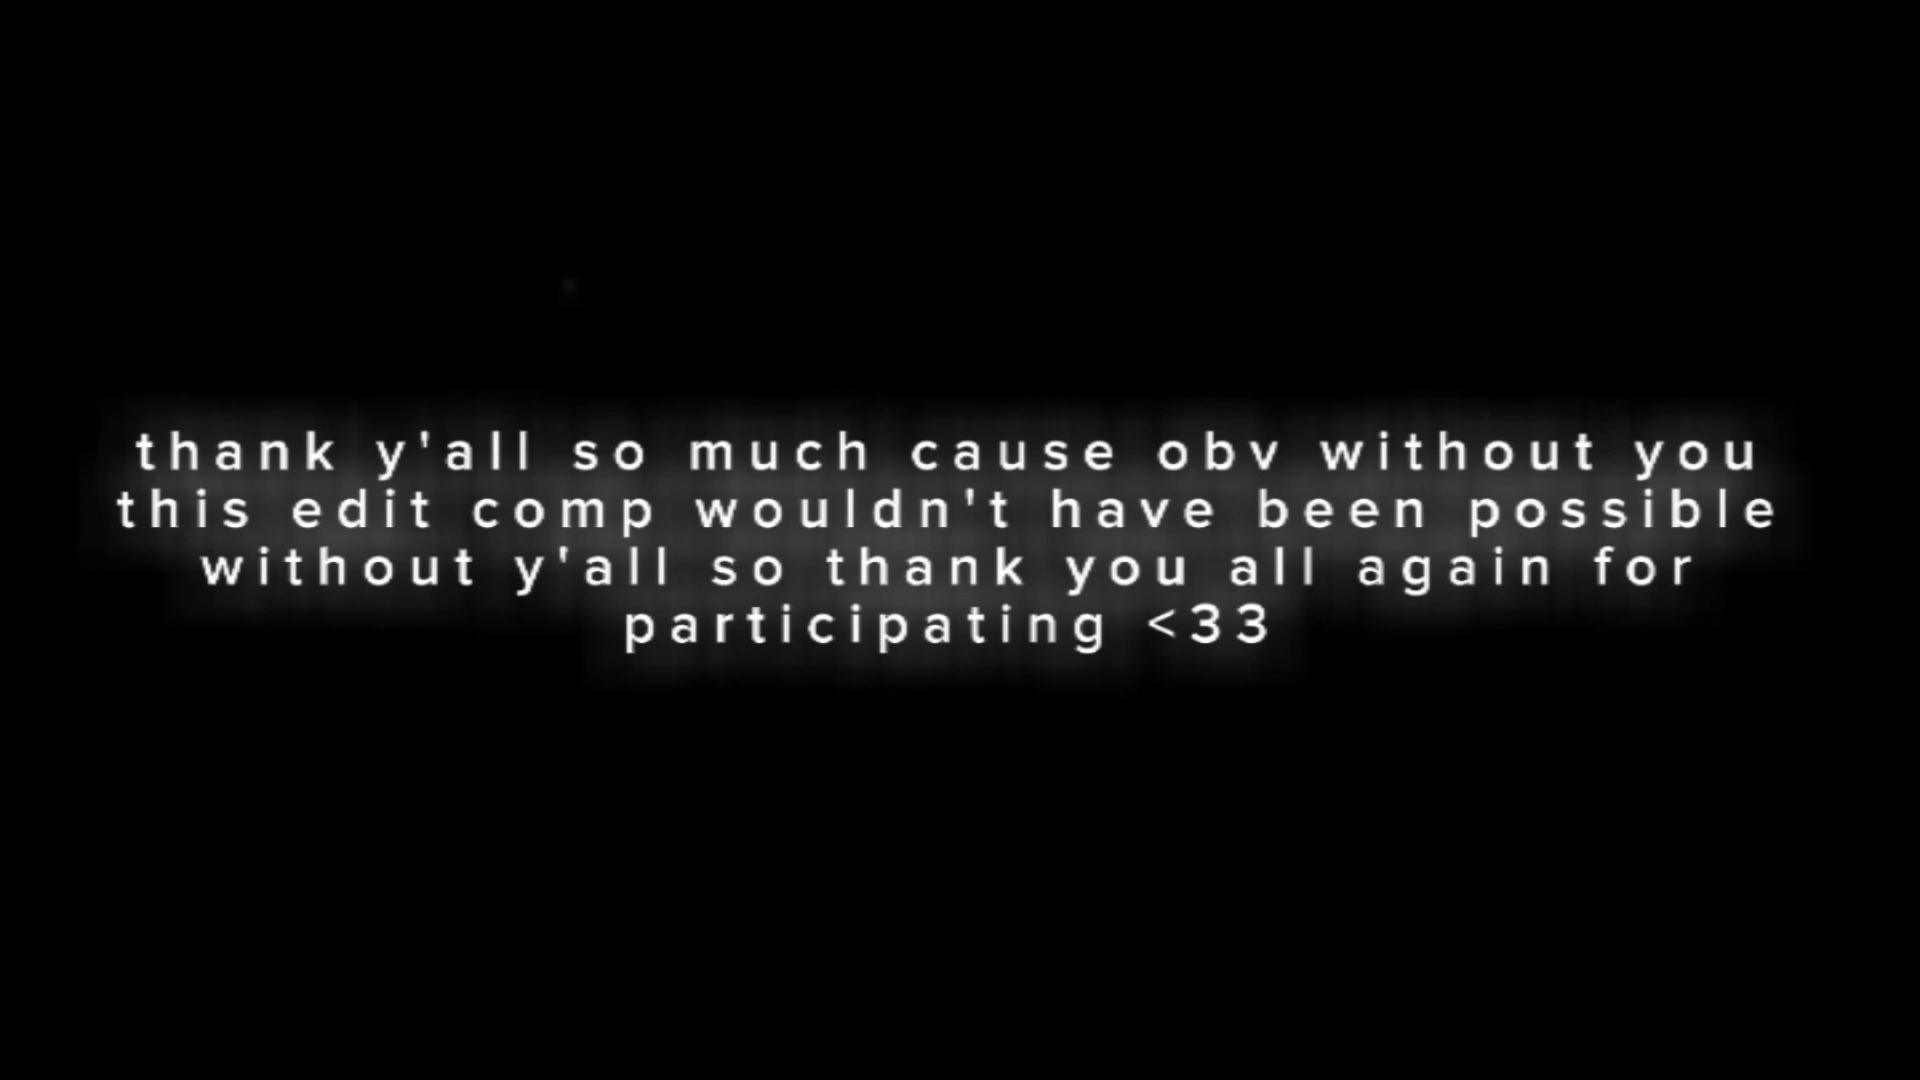 thank y'all so much cause obv without you
this edit comp wouldn't have been possible
without y'all so thank you all again for
participating <33